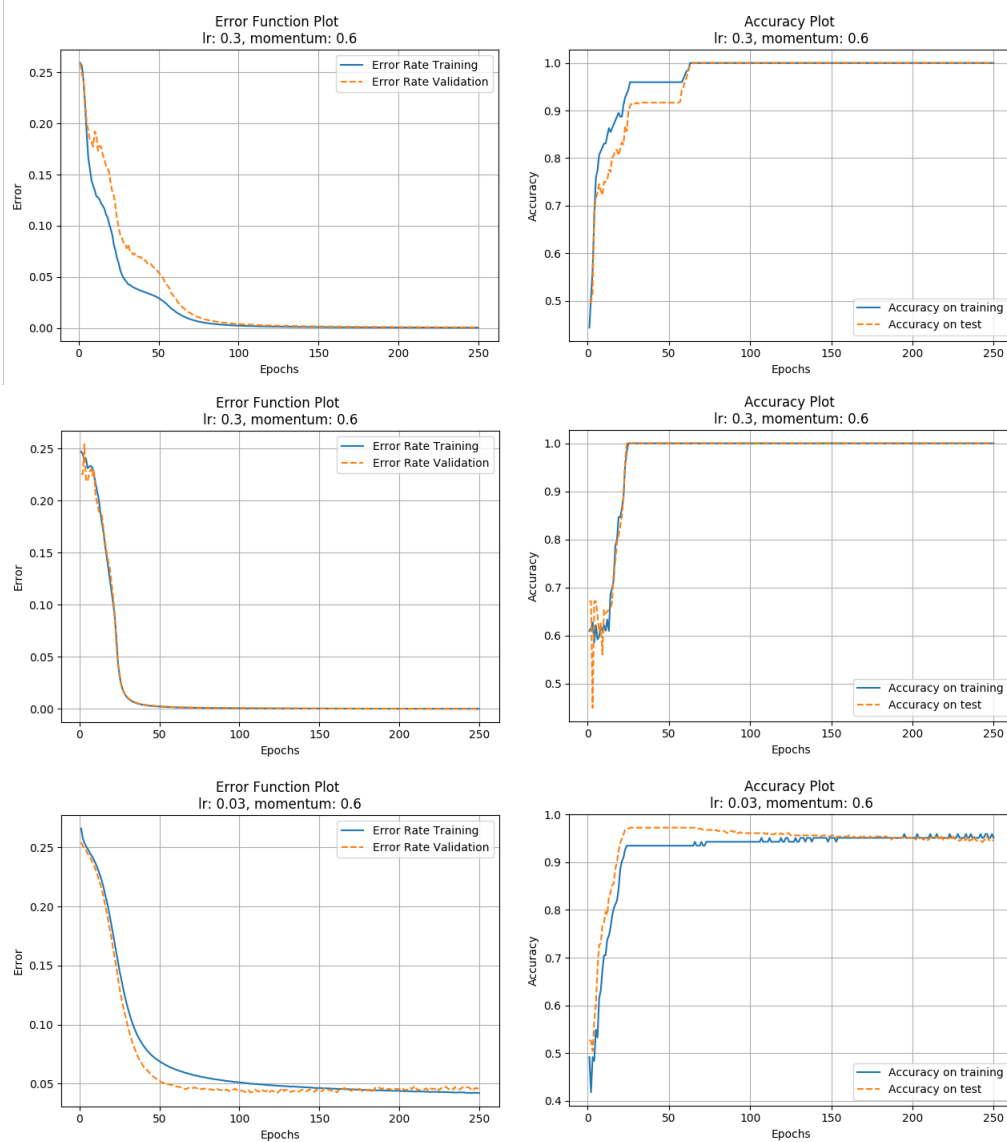 Error Function Plot
lr: 0.3, momentum: 0.6
Error Rate Training
Error Rate Validation
Error
0.25
0.20
0.15
0.10
0.05
0.00
0 50 100 150 200 250
Epochs
Accuracy Plot
lr: 0.3, momentum: 0.6
Accuracy
1.0
0.9
0.8
0.7
0.6
0.5
Accuracy on training
Accuracy on test
0 50 100 150 200 250
Epochs
Error Function Plot
lr: 0.3, momentum: 0.6
Error Rate Training
Error Rate Validation
Error
0.25
0.20
0.15
0.10
0.05
0.00
0 50 100 150 200 250
Epochs
Accuracy Plot
lr: 0.3, momentum: 0.6
Accuracy
1.0
0.9
0.8
0.7
0.6
0.5
Accuracy on training
Accuracy on test
0 50 100 150 200 250
Epochs
Error Function Plot
lr: 0.03, momentum: 0.6
Error Rate Training
Error Rate Validation
Error
0.25
0.20
0.15
0.10
0.05
0 50 100 150 200 250
Epochs
Accuracy Plot
lr: 0.03, momentum: 0.6
Accuracy
1.0
0.9
0.8
0.7
0.6
0.5
0.4
Accuracy on training
Accuracy on test
0 50 100 150 200 250
Epochs